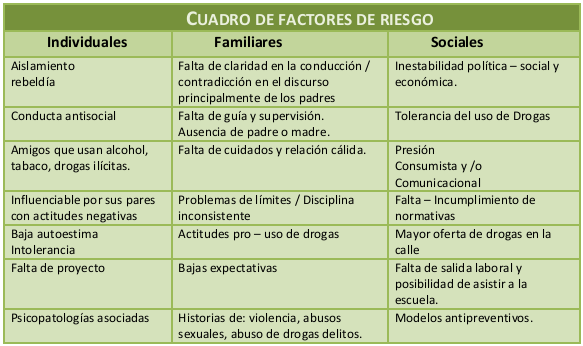 CUADRO DE FACTORES DE RIESGO
Individuales
Familiares
Sociales
Aislamiento
rebeldía
Falta de claridad en la conducción /
contradicción en el discurso
principalmente de los padres
Inestabilidad política – social y
económica.
Conducta antisocial
Falta de guía y supervisión.
Ausencia de padre o madre.
Tolerancia del uso de Drogas
Amigos que usan alcohol,
tabaco, drogas ilícitas.
Falta de cuidados y relación cálida.
Presión
Consumista y /o
Comunicacional
Influenciable por sus pares
con actitudes negativas
Problemas de límites / Disciplina
inconsistente
Falta – Incumplimiento de
normativas
Baja autoestima
Intolerancia
Actitudes pro – uso de drogas
Mayor oferta de drogas en la
calle
Falta de proyecto
Bajas expectativas
Falta de salida laboral y
posibilidad de asistir a la
escuela.
Psicopatologías asociadas
Historias de: violencia, abusos
sexuales, abuso de drogas delitos.
Modelos antipreventivos.